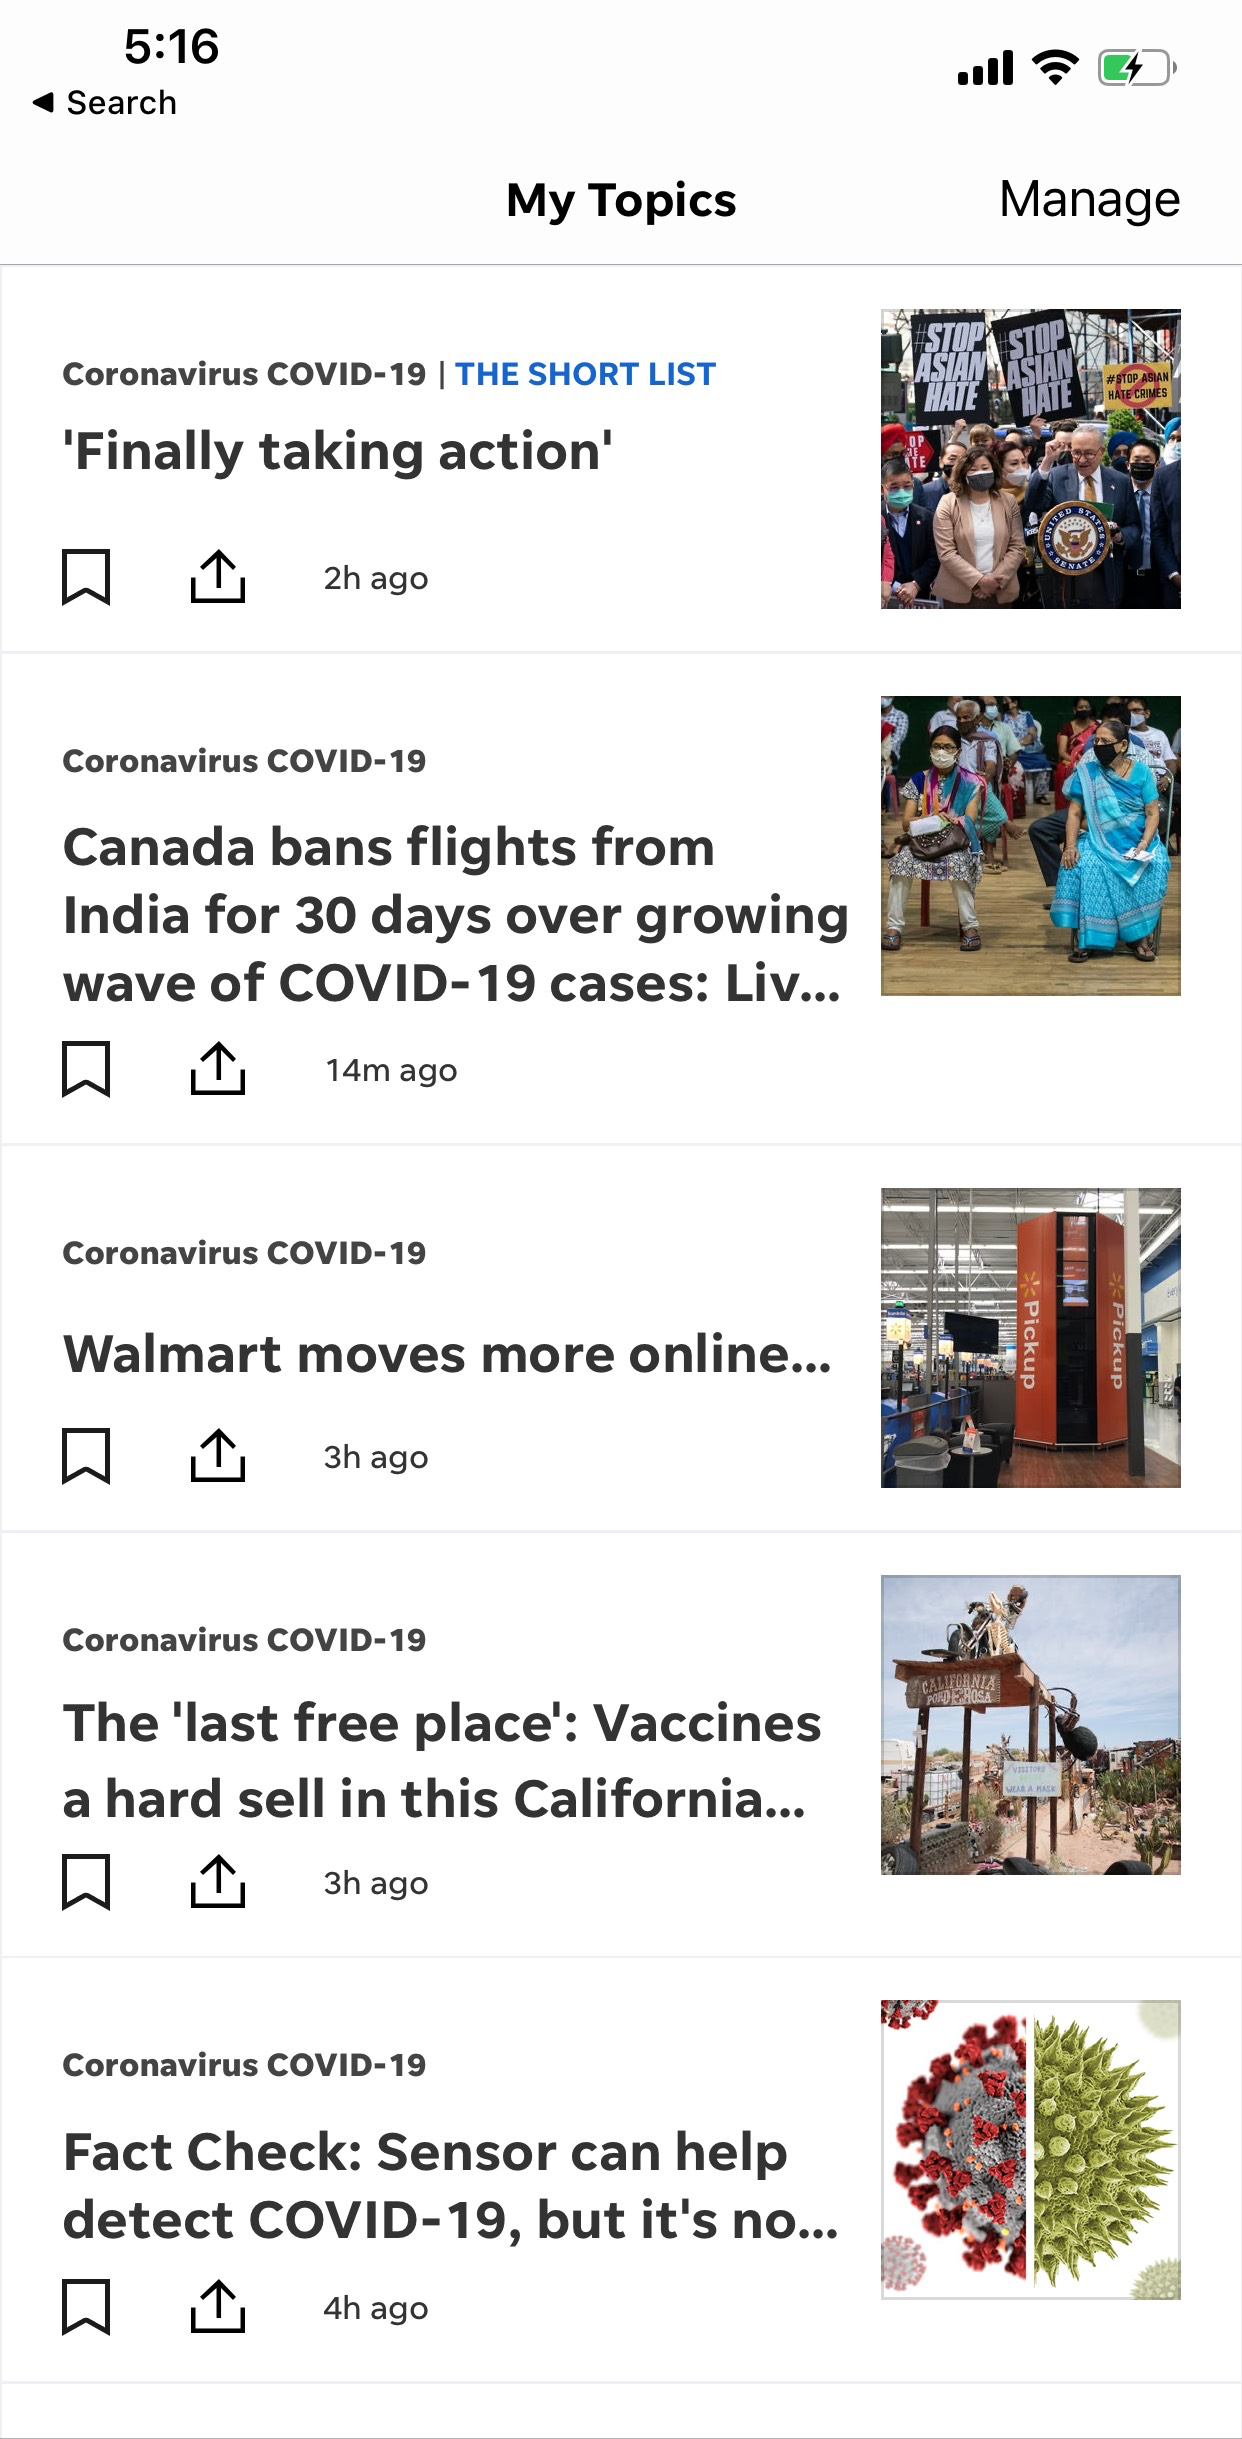 5:16
Search
My Topics
Manage
Coronavirus COVID-19 | THE SHORT LIST
'Finally taking action'
2h ago
#STOP
ASIAN
HATE
STOP
ASIAN
HATE
#STOP ASIAN
HATE CRIMES
UNITED STATES
SENATE
Coronavirus COVID-19
Canada bans flights from
India for 30 days over growing
wave of COVID-19 cases: Liv...
14m ago
Coronavirus COVID-19
Walmart moves more online...
3h ago
Pickup
Pickup
Coronavirus COVID-19
The 'last free place': Vaccines
a hard sell in this California...
3h ago
CALIFORNIA
PONDEROSA
VISITORS
WEAR A MASK
Coronavirus COVID-19
Fact Check: Sensor can help
detect COVID-19, but it's no...
4h ago